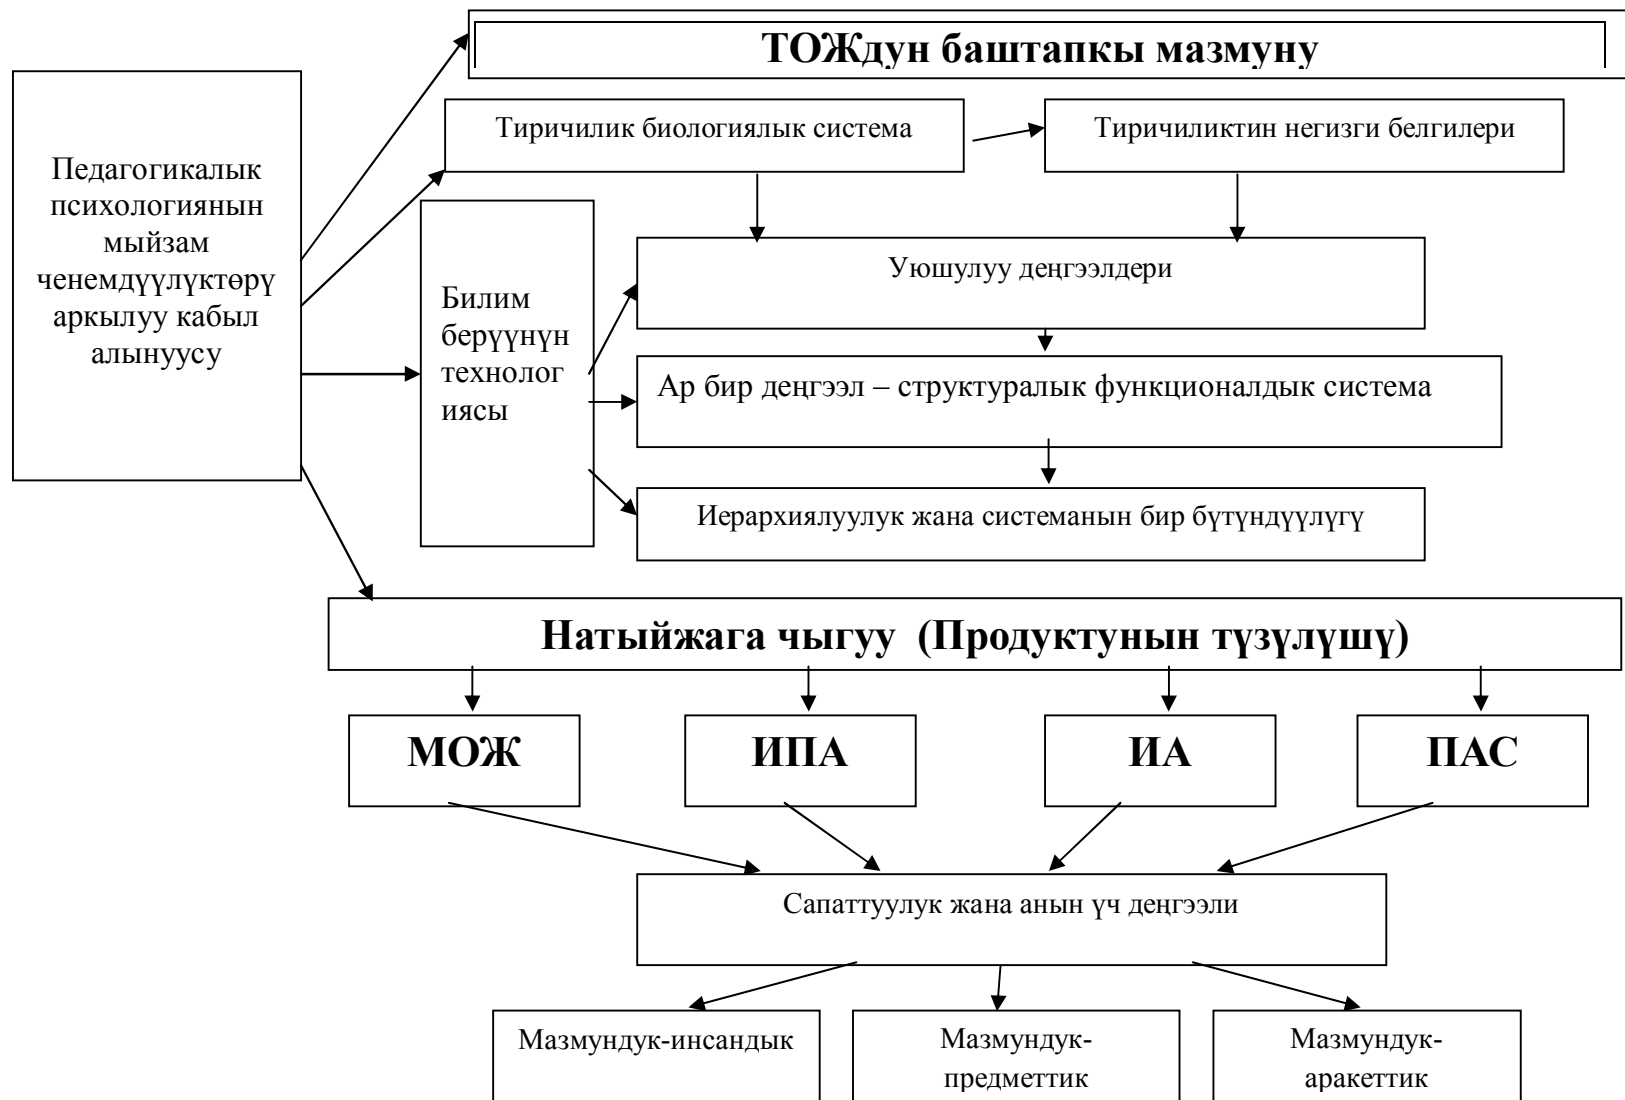 ТОЖдун баштапкы мазмуну
Педагогикалык
психологиянын
мыйзам
ченемдүүлүктөрү
аркылуу кабыл
алынуусу
Тиричилик биологиялык система
Тиричиликтин негизги белгилери
Билим
берүүнүн
технолог
иясы
Уюшулуу деңгээлдери
Ар бир деңгээл – структуралык функционалдык система
Иерархиялуулук жана системанын бир бүтүндүүлүгү
Натыйжага чыгуу (Продуктунын түзүлүшү)
МОЖ
ИПА
ИА
ПАС
Сапаттуулук жана анын үч деңгээли
Мазмундук-инсандык
Мазмундук-
предметтик
Мазмундук-
аракеттик